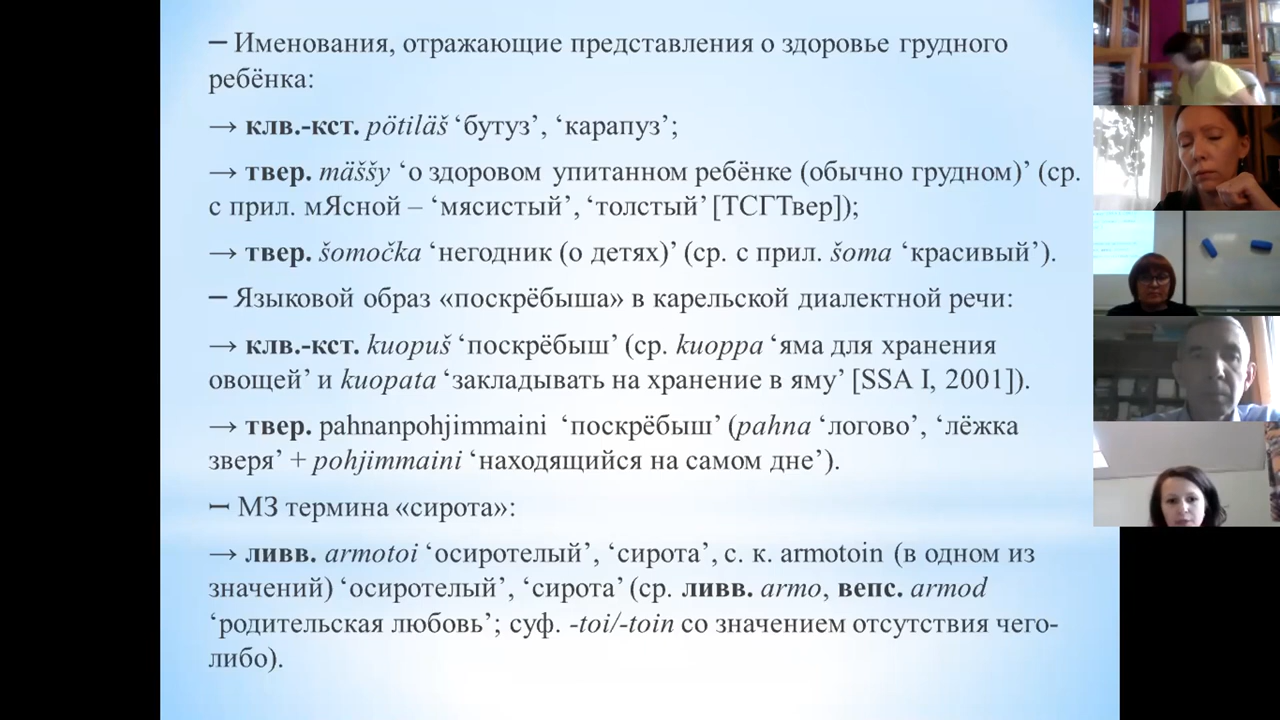 — Именования, отражающие представления о здоровье грудного
ребёнка:
→ клв.-кст. pötiläš ‘бутуз’, ‘карапуз’;
→ твер. mäššy ‘о здоровом упитанном ребёнке (обычно грудном)’ (ср.
с прил. мЯсной – ‘мясистый’, ‘толстый’ [ТСГТвер]);
→ твер. šomočka ‘негодник (о детях)’ (ср. с прил. šoma ‘красивый’).
— Языковой образ «поскрёбыша» в карельской диалектной речи:
→ клв.-кст. kuopuš ‘поскрёбыш’ (ср. kuoppa ‘яма для хранения
овощей’ и kuopata ‘закладывать на хранение в яму’ [SSA I, 2001]).
→ твер. pahnanpohjimmaini ‘поскрёбыш’ (pahna ‘логово’, ‘лёжка
зверя’ + pohjimmaini ‘находящийся на самом дне’).
— МЗ термина «сирота»:
→ ливв. armotoi ‘осиротелый’, ‘сирота’, с. к. armotoin (в одном из
значений) ‘осиротелый’, ‘сирота’ (ср. ливв. armo, вепс. armod
‘родительская любовь’; суф. -toi/-toin со значением отсутствия чего-
либо).